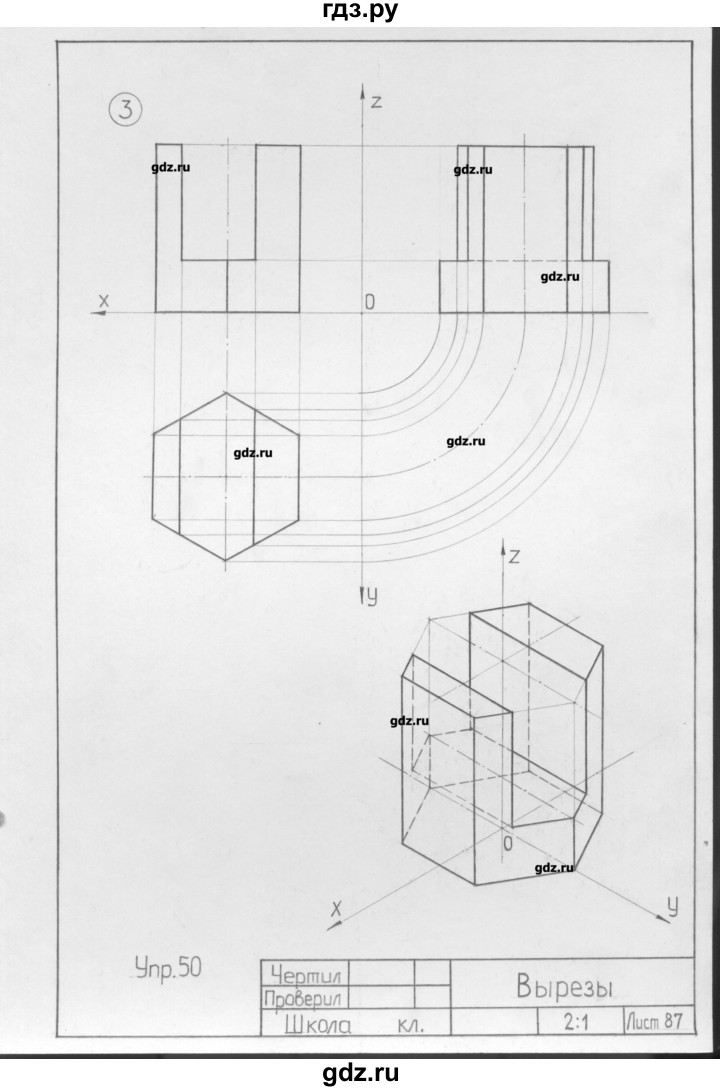 гдз.ру
3
z
gdz.ru
gdz.ru
gdz.ru
x
0
gdz.ru
gdz.ru
y
z
gdz.ru
0
gdz.ru
x
y
Упр.50
Чертил
Проверил
Школа кл.
Вырезы
2:1
Лист 87
gdz.ru